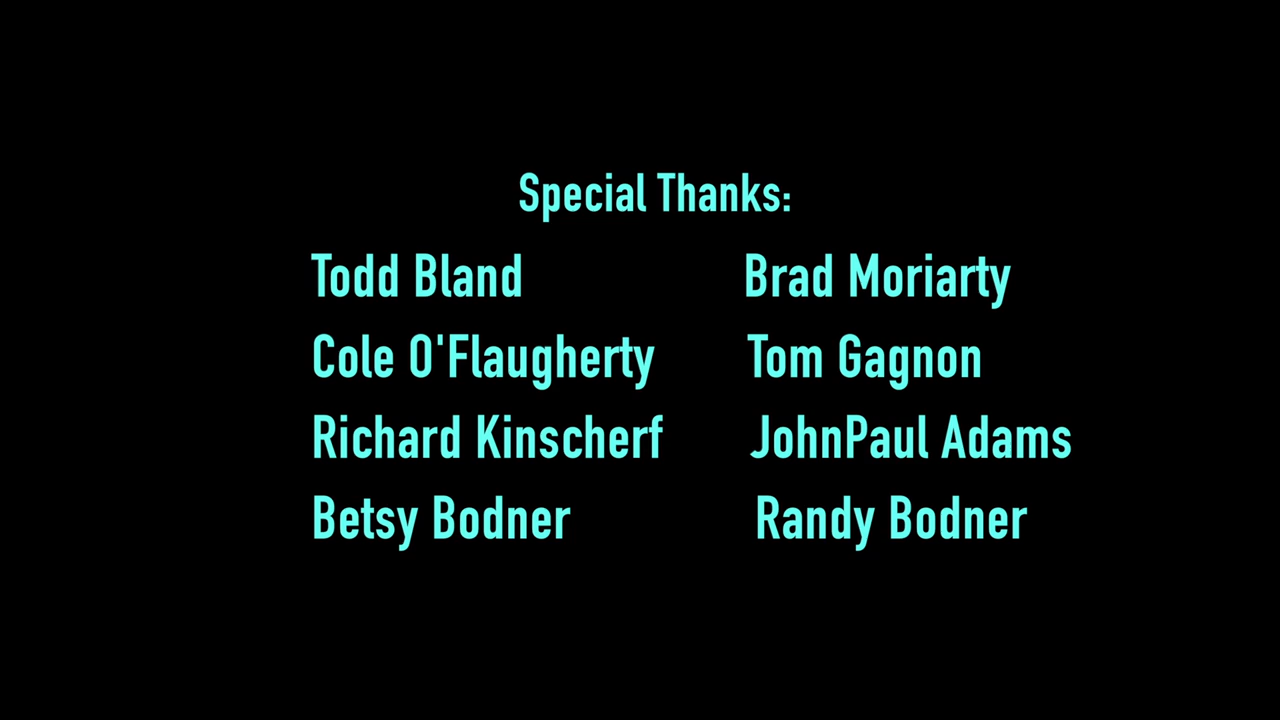 Special Thanks:
Todd Bland Brad Moriarty
Cole O'Flaugherty Tom Gagnon
Richard Kinscherf JohnPaul Adams
Betsy Bodner Randy Bodner